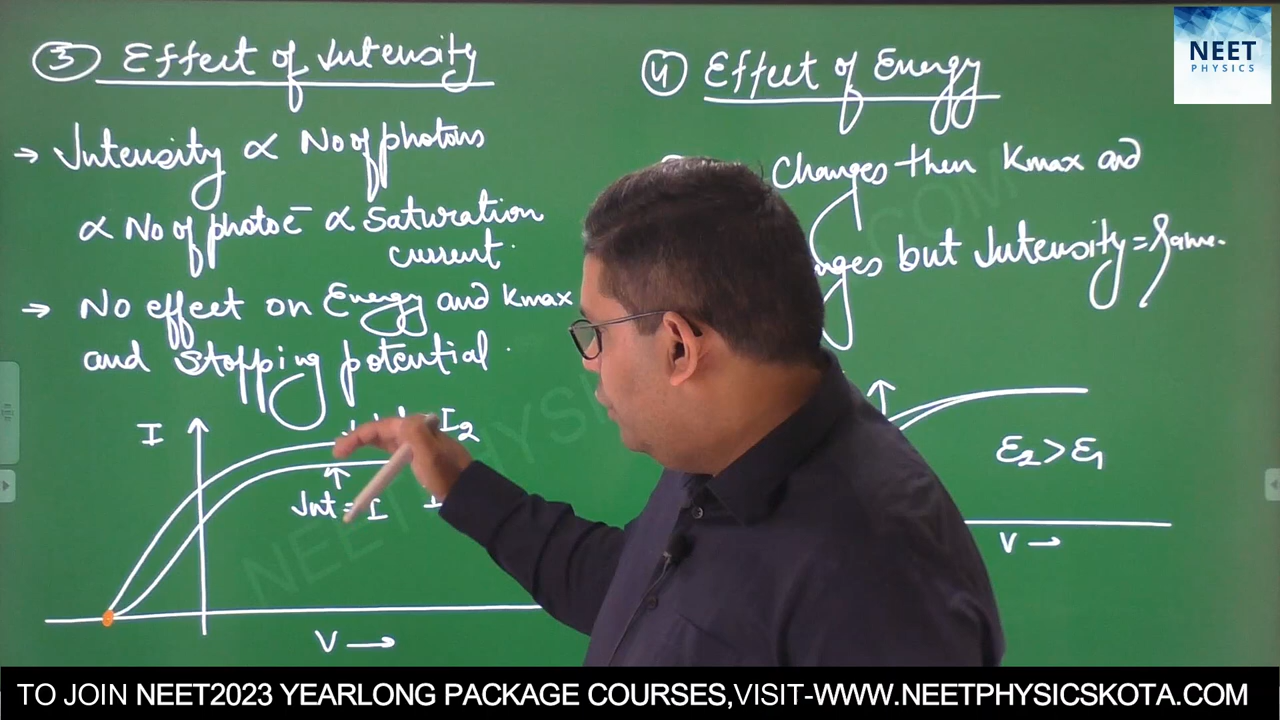 ③ Effect of Intensity
→ Intensity ∝ No of photons
∝ No of photo e⁻ ∝ Saturation
current.
→ No effect on Energy and Kmax
and stopping potential.
I
I₂
Int = I
V →
④ Effect of Energy
Changes then Kmax and
but Intensity = Same.
E₂ > E₁
V →
NEET
PHYSICS
NEETPHYSICSKOTA.COM
TO JOIN NEET2023 YEARLONG PACKAGE COURSES,VISIT-WWW.NEETPHYSICSKOTA.COM